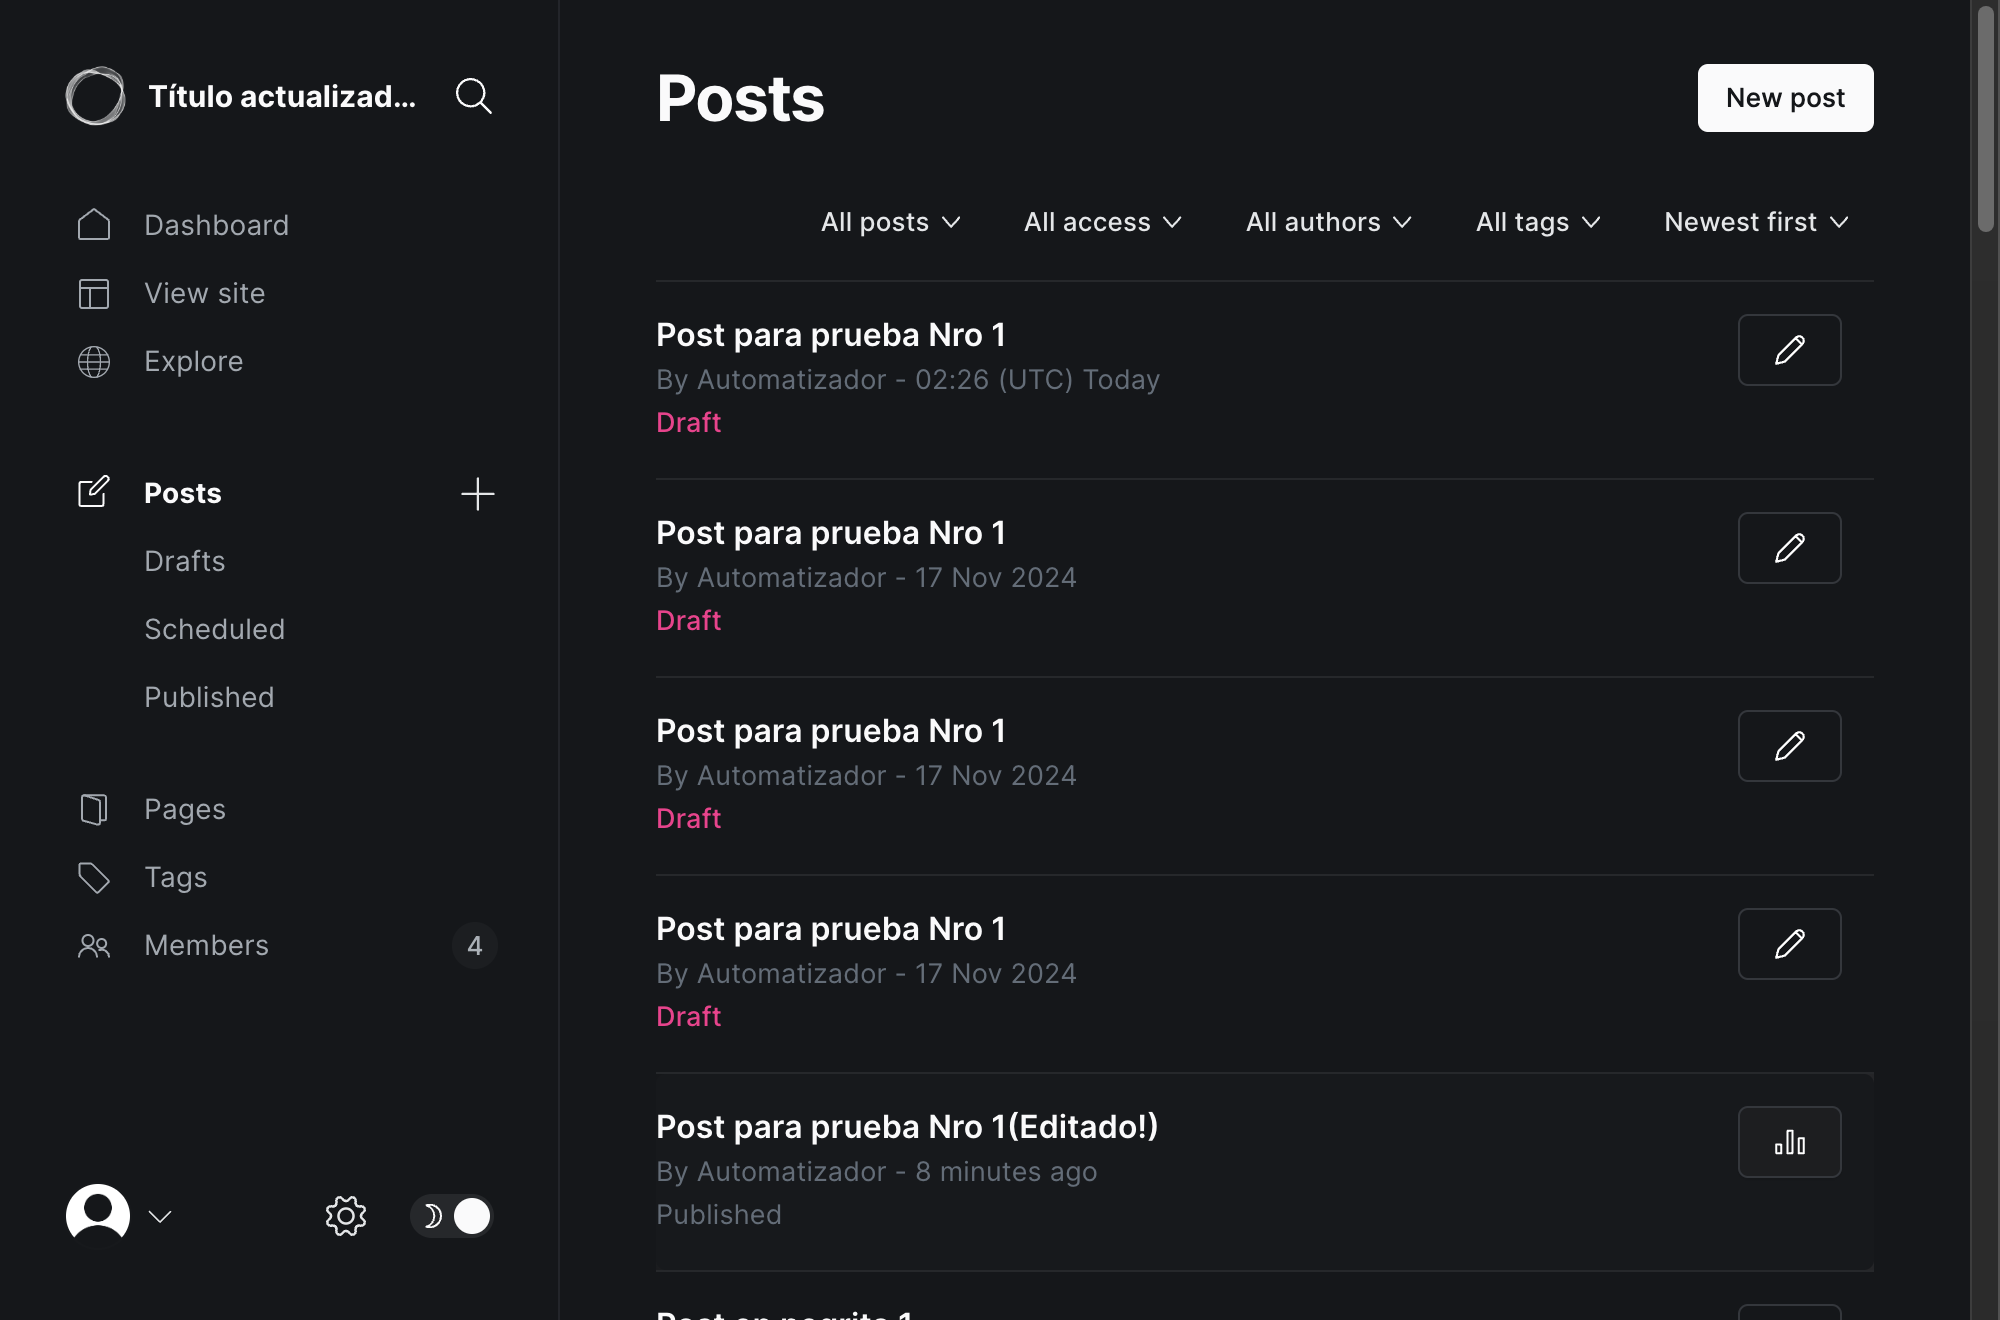 Título actualizad...
Dashboard
View site
Explore
Posts
Drafts
Scheduled
Published
Pages
Tags
Members 4
Posts
New post
All posts All access All authors All tags Newest first
Post para prueba Nro 1
By Automatizador - 02:26 (UTC) Today
Draft
Post para prueba Nro 1
By Automatizador - 17 Nov 2024
Draft
Post para prueba Nro 1
By Automatizador - 17 Nov 2024
Draft
Post para prueba Nro 1
By Automatizador - 17 Nov 2024
Draft
Post para prueba Nro 1(Editado!)
By Automatizador - 8 minutes ago
Published
Post en negrita 1